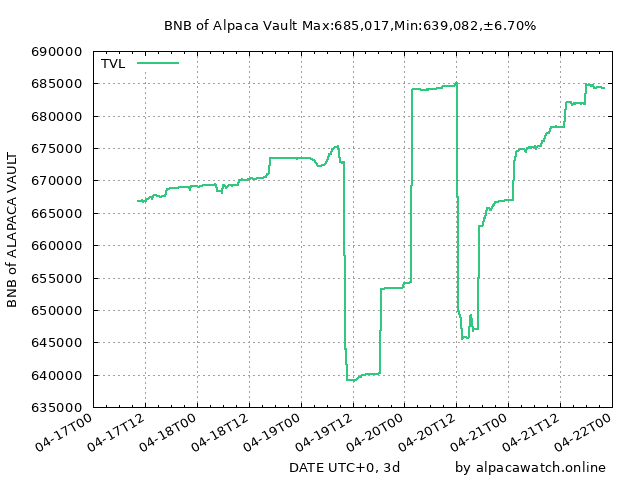 BNB of Alpaca Vault Max:685,017,Min:639,082,±6.70%
TVL
BNB of ALAPACA VAULT
690000
685000
680000
675000
670000
665000
660000
655000
650000
645000
640000
635000
04-17T00
04-17T12
04-18T00
04-18T12
04-19T00
04-19T12
04-20T00
04-20T12
04-21T00
04-21T12
04-22T00
DATE UTC+0, 3d
by alpacawatch.online